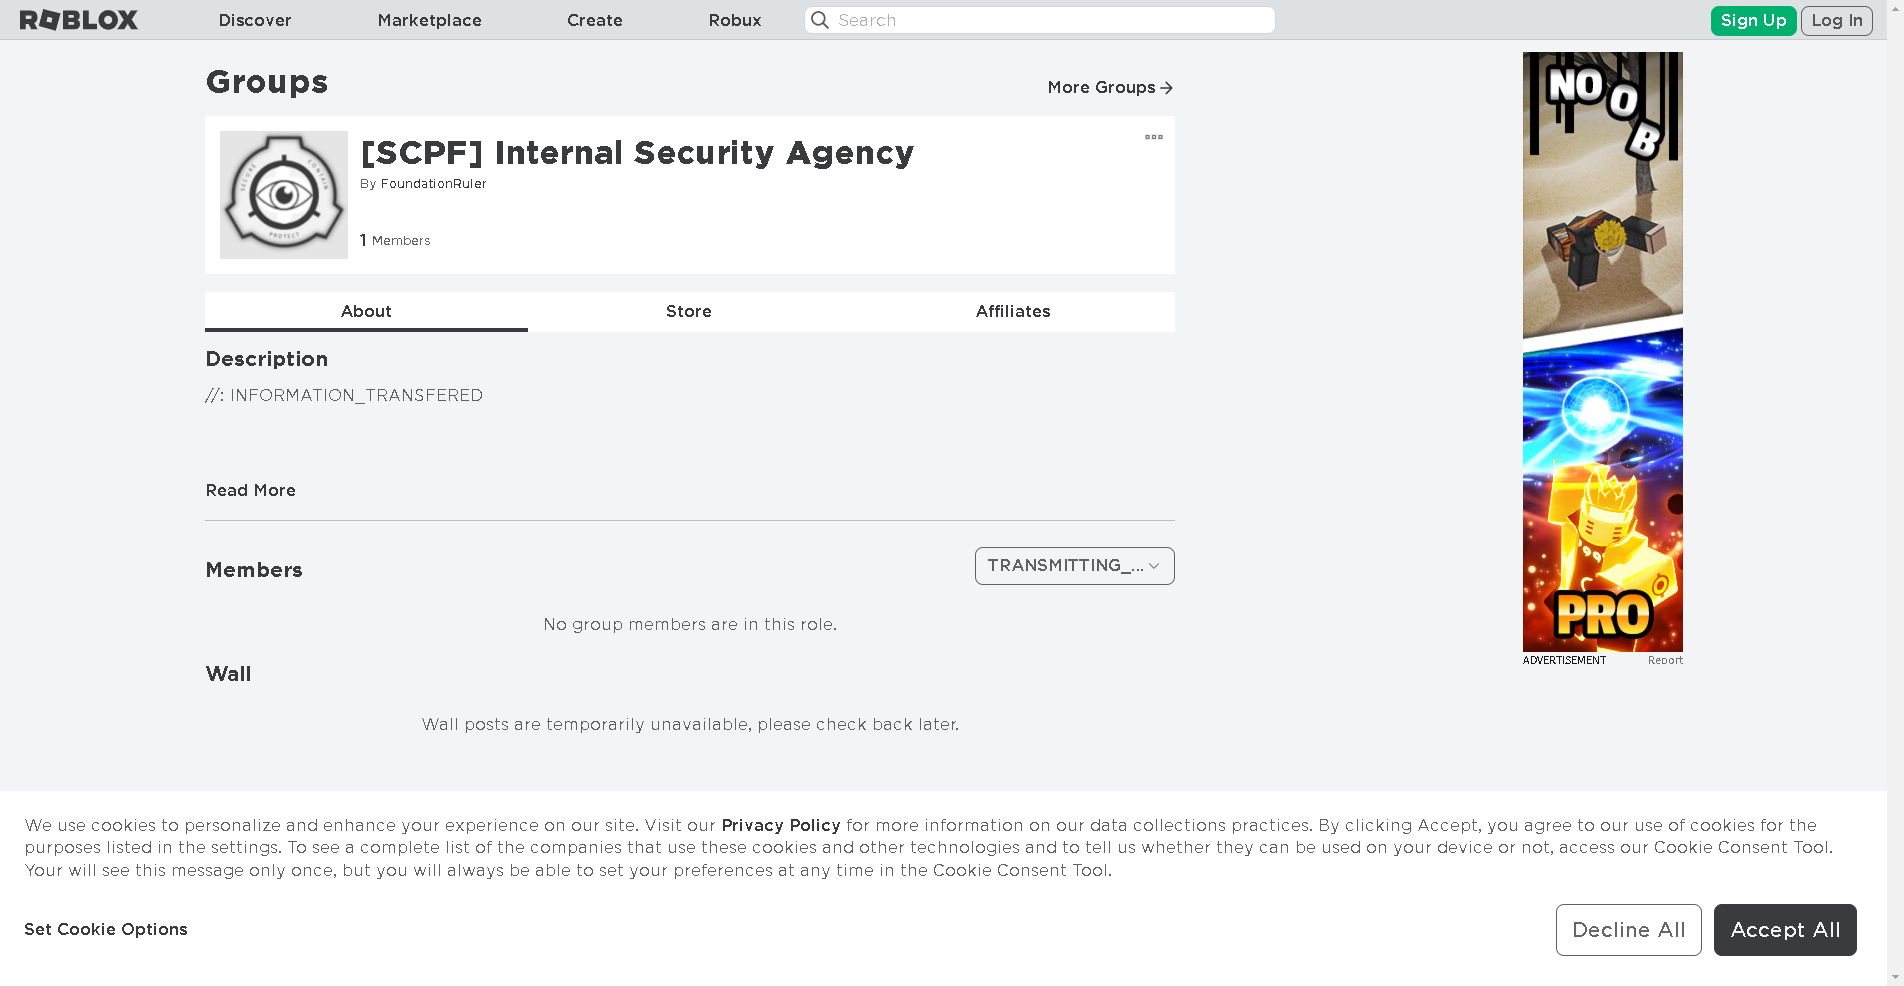 ROBLOX
Discover
Marketplace
Create
Robux
Search
Sign Up
Log In
Groups
More Groups
[SCPF] Internal Security Agency
By FoundationRuler
1 Members
SECURE
CONTAIN
PROTECT
About
Store
Affiliates
Description
//: INFORMATION_TRANSFERED
Read More
Members
TRANSMITTING_...
No group members are in this role.
Wall
Wall posts are temporarily unavailable, please check back later.
NOOB
PRO
ADVERTISEMENT
Report
We use cookies to personalize and enhance your experience on our site. Visit our Privacy Policy for more information on our data collections practices. By clicking Accept, you agree to our use of cookies for the
purposes listed in the settings. To see a complete list of the companies that use these cookies and other technologies and to tell us whether they can be used on your device or not, access our Cookie Consent Tool.
Your will see this message only once, but you will always be able to set your preferences at any time in the Cookie Consent Tool.
Set Cookie Options
Decline All
Accept All